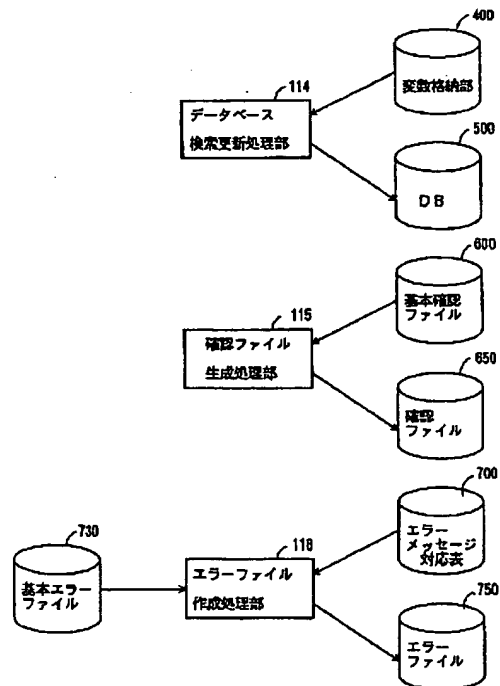 400
変数格納部
114
データベース
検索更新処理部
500
DB
600
基本確認
ファイル
115
確認ファイル
生成処理部
650
確認
ファイル
700
エラー
メッセージ
対応表
730
基本エラー
ファイル
118
エラーファイル
作成処理部
750
エラー
ファイル